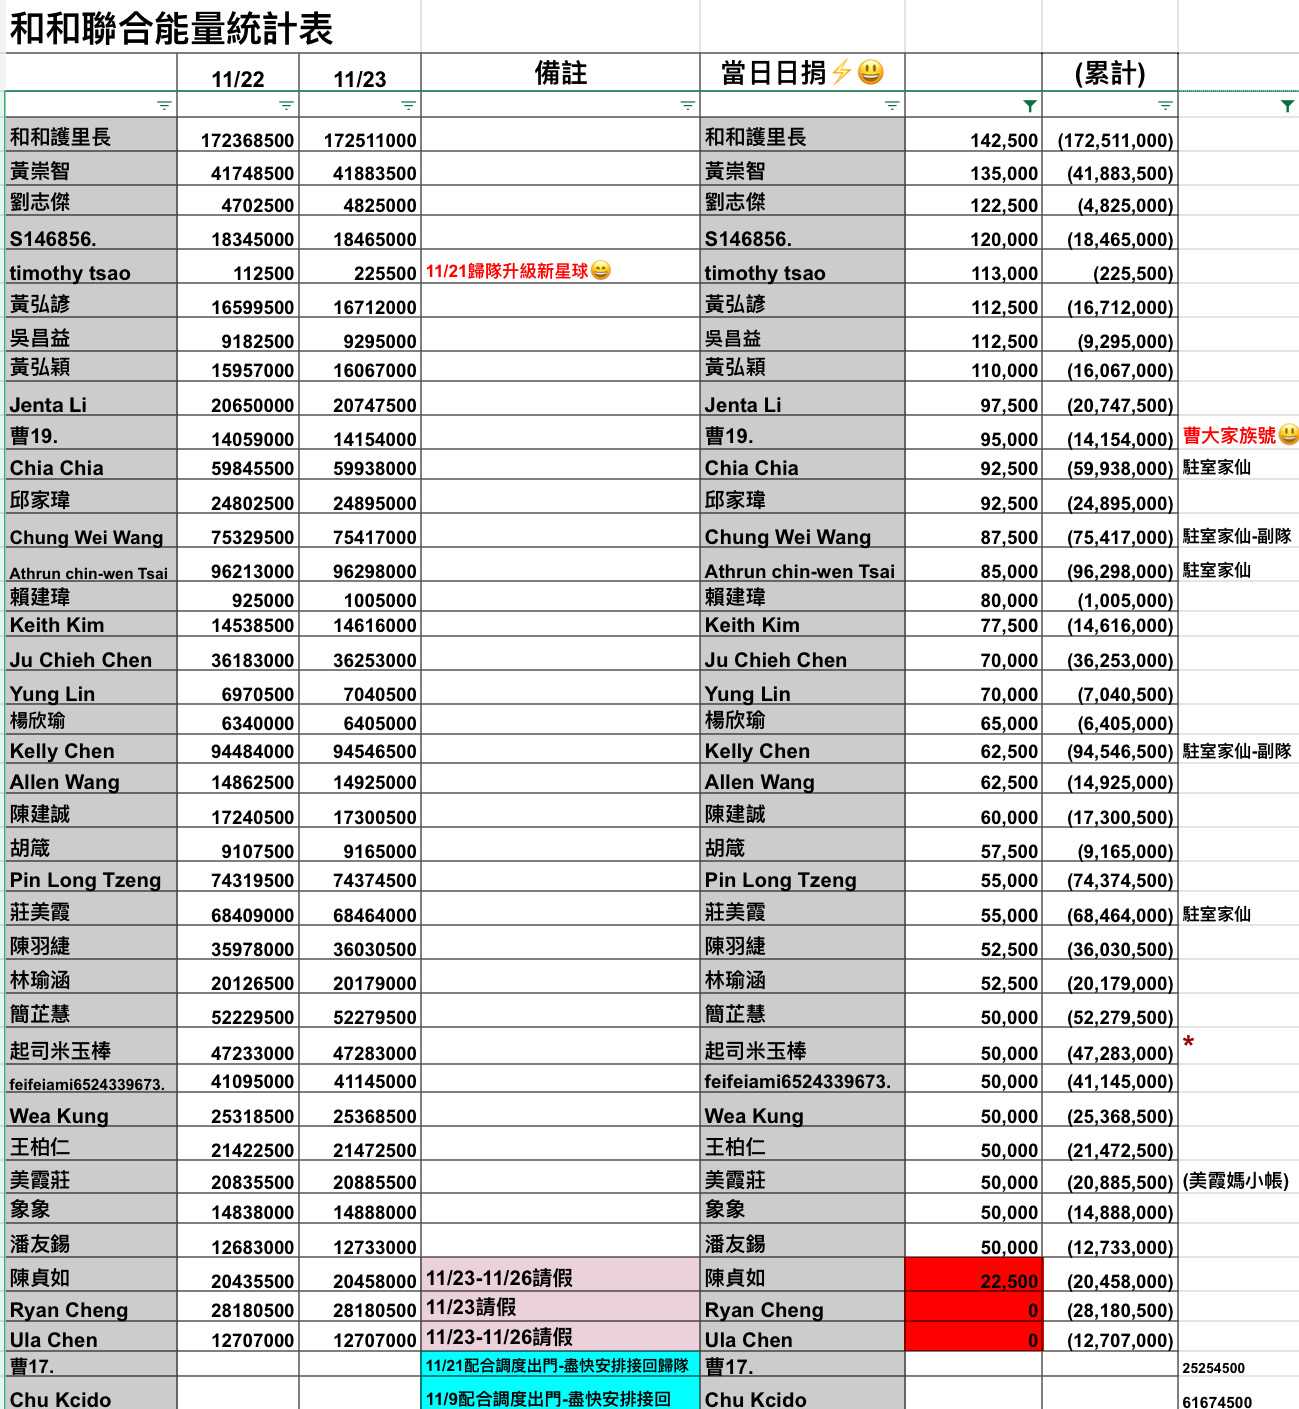 和和聯合能量統計表
11/22 11/23 備註 當日日捐⚡😃 (累計)
和和護里長 172368500 172511000 和和護里長 142,500 (172,511,000)
黃崇智 41748500 41883500 黃崇智 135,000 (41,883,500)
劉志傑 4702500 4825000 劉志傑 122,500 (4,825,000)
S146856. 18345000 18465000 S146856. 120,000 (18,465,000)
timothy tsao 112500 225500 11/21歸隊升級新星球😄 timothy tsao 113,000 (225,500)
黃弘諺 16599500 16712000 黃弘諺 112,500 (16,712,000)
吳昌益 9182500 9295000 吳昌益 112,500 (9,295,000)
黃弘穎 15957000 16067000 黃弘穎 110,000 (16,067,000)
Jenta Li 20650000 20747500 Jenta Li 97,500 (20,747,500)
曹19. 14059000 14154000 曹19. 95,000 (14,154,000) 曹大家族號😃
Chia Chia 59845500 59938000 Chia Chia 92,500 (59,938,000) 駐室家仙
邱家瑋 24802500 24895000 邱家瑋 92,500 (24,895,000)
Chung Wei Wang 75329500 75417000 Chung Wei Wang 87,500 (75,417,000) 駐室家仙-副隊
Athrun chin-wen Tsai 96213000 96298000 Athrun chin-wen Tsai 85,000 (96,298,000) 駐室家仙
賴建瑋 925000 1005000 賴建瑋 80,000 (1,005,000)
Keith Kim 14538500 14616000 Keith Kim 77,500 (14,616,000)
Ju Chieh Chen 36183000 36253000 Ju Chieh Chen 70,000 (36,253,000)
Yung Lin 6970500 7040500 Yung Lin 70,000 (7,040,500)
楊欣瑜 6340000 6405000 楊欣瑜 65,000 (6,405,000)
Kelly Chen 94484000 94546500 Kelly Chen 62,500 (94,546,500) 駐室家仙-副隊
Allen Wang 14862500 14925000 Allen Wang 62,500 (14,925,000)
陳建誠 17240500 17300500 陳建誠 60,000 (17,300,500)
胡箴 9107500 9165000 胡箴 57,500 (9,165,000)
Pin Long Tzeng 74319500 74374500 Pin Long Tzeng 55,000 (74,374,500)
莊美霞 68409000 68464000 莊美霞 55,000 (68,464,000) 駐室家仙
陳羽緁 35978000 36030500 陳羽緁 52,500 (36,030,500)
林瑜涵 20126500 20179000 林瑜涵 52,500 (20,179,000)
簡芷慧 52229500 52279500 簡芷慧 50,000 (52,279,500)
起司米玉棒 47233000 47283000 起司米玉棒 50,000 (47,283,000) *
feifeiami6524339673. 41095000 41145000 feifeiami6524339673. 50,000 (41,145,000)
Wea Kung 25318500 25368500 Wea Kung 50,000 (25,368,500)
王柏仁 21422500 21472500 王柏仁 50,000 (21,472,500)
美霞莊 20835500 20885500 美霞莊 50,000 (20,885,500) (美霞媽小帳)
象象 14838000 14888000 象象 50,000 (14,888,000)
潘友錫 12683000 12733000 潘友錫 50,000 (12,733,000)
陳貞如 20435500 20458000 11/23-11/26請假 陳貞如 22,500 (20,458,000)
Ryan Cheng 28180500 28180500 11/23請假 Ryan Cheng 0 (28,180,500)
Ula Chen 12707000 12707000 11/23-11/26請假 Ula Chen 0 (12,707,000)
曹17. 11/21配合調度出門-盡快安排接回歸隊 曹17. 25254500
Chu Kcido 11/9配合調度出門-盡快安排接回 Chu Kcido 61674500